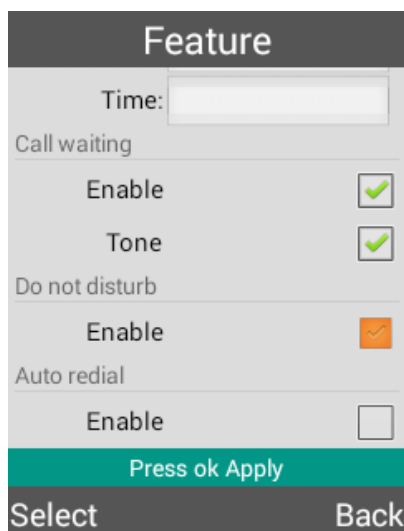 Feature
Time:
Call waiting
Enable
Tone
Do not disturb
Enable
Auto redial
Enable
Press ok Apply
Select Back